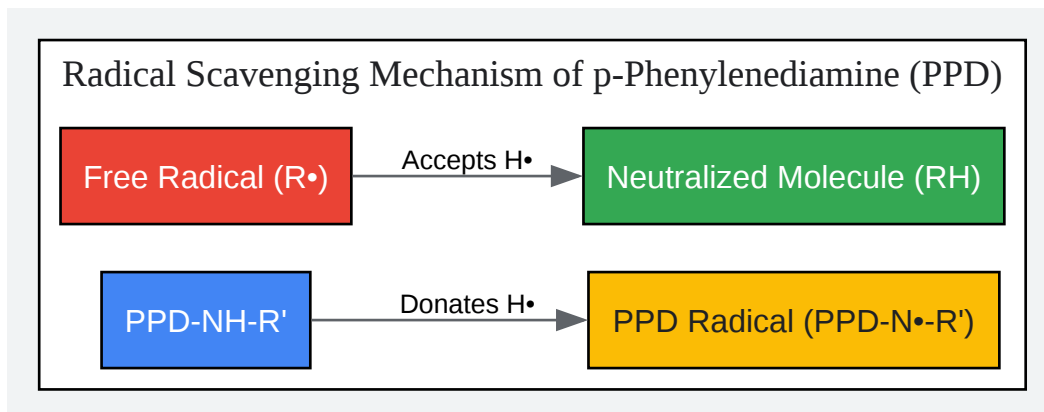 Radical Scavenging Mechanism of p-Phenylenediamine (PPD)
Free Radical (R•)
Accepts H•
Neutralized Molecule (RH)
PPD-NH-R'
Donates H•
PPD Radical (PPD-N•-R')